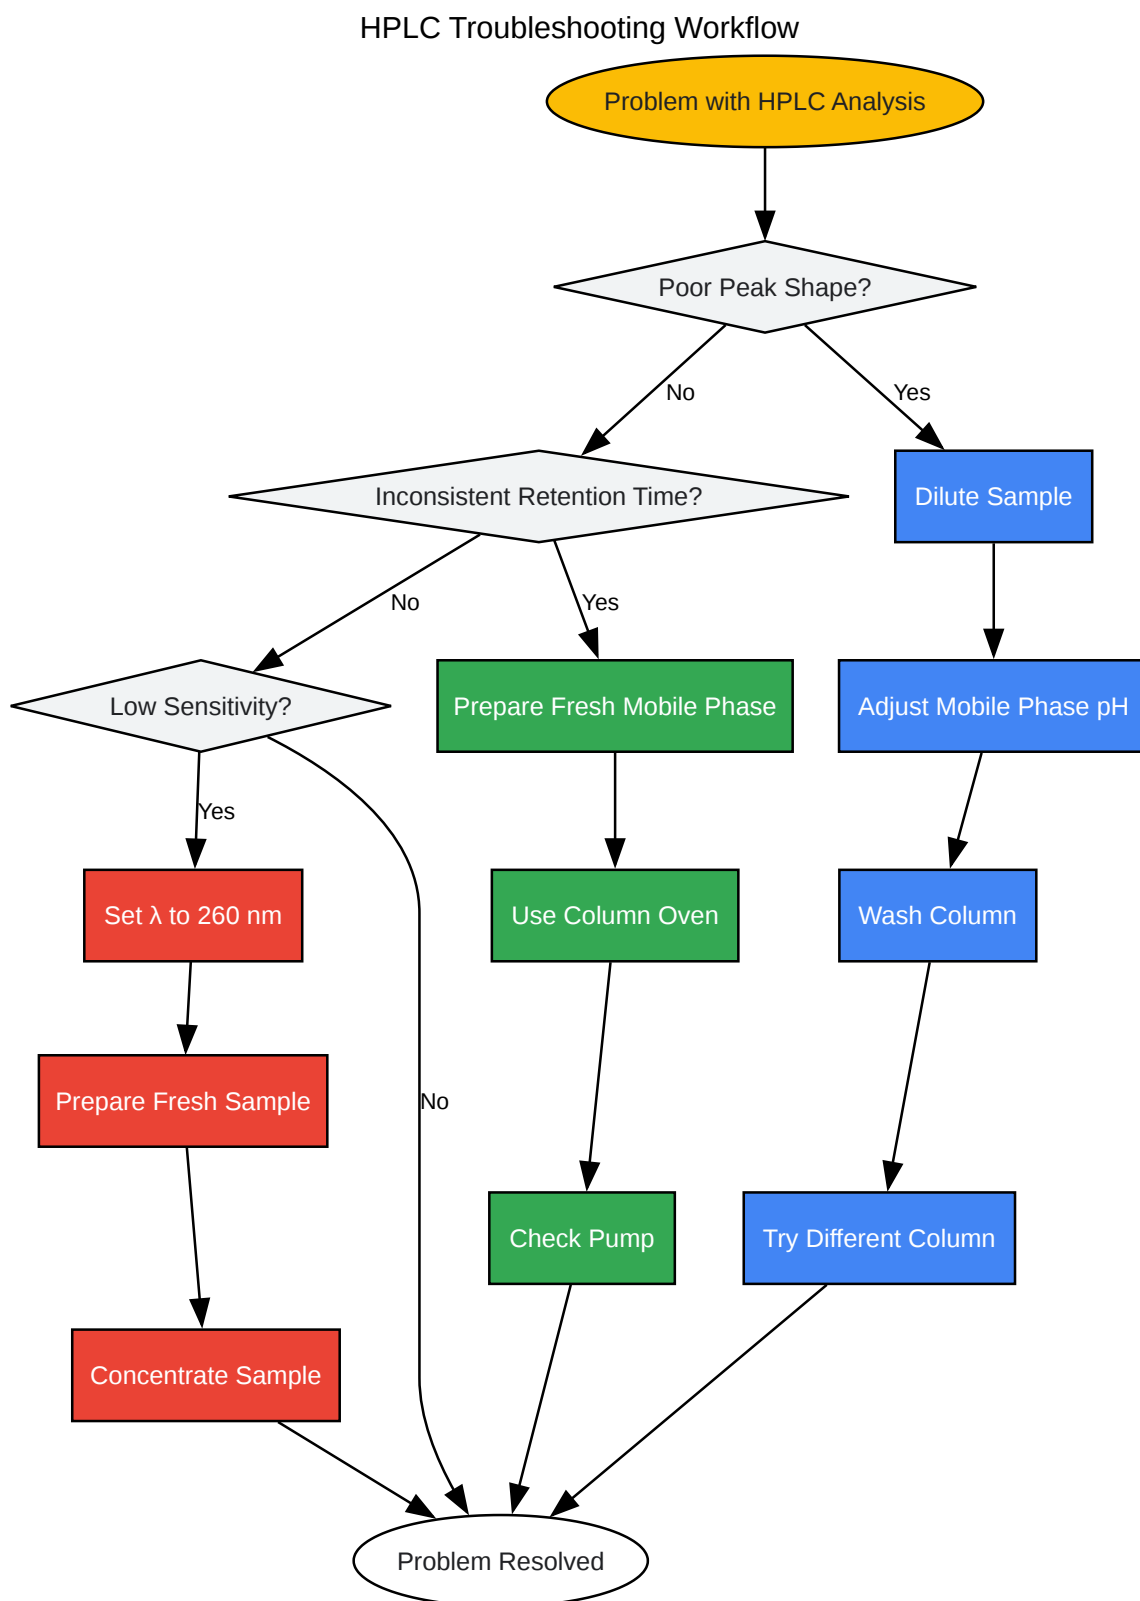 HPLC Troubleshooting Workflow
Problem with HPLC Analysis
Poor Peak Shape?
No
Yes
Inconsistent Retention Time?
Dilute Sample
No
Yes
Low Sensitivity?
Prepare Fresh Mobile Phase
Adjust Mobile Phase pH
Yes
Set λ to 260 nm
Use Column Oven
Wash Column
Prepare Fresh Sample
No
Check Pump
Try Different Column
Concentrate Sample
Problem Resolved